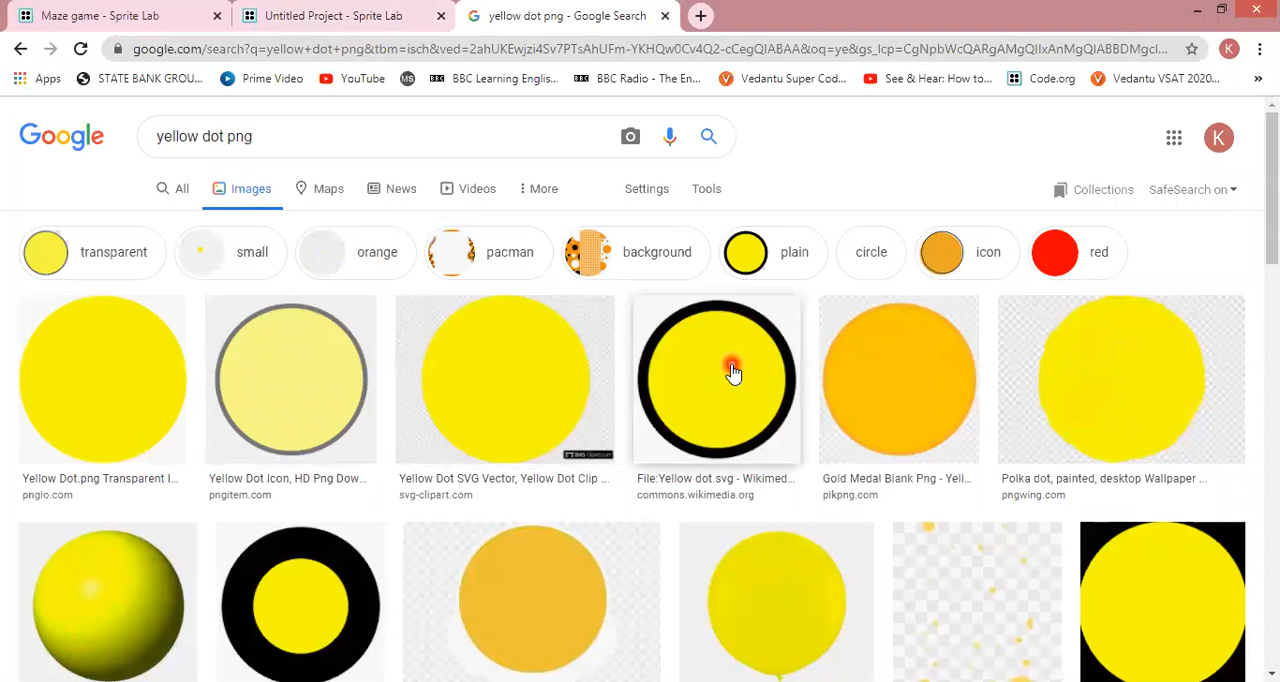 Maze game - Sprite Lab
Untitled Project - Sprite Lab
yellow dot png - Google Search
google.com/search?q=yellow+dot+png&tbm=isch&ved=2ahUKEwjzi4Sv7PTsAhUFm-YKHQw0Cv4Q2-cCegQIABAA&oq=ye&gs_lcp=CgNpbWcQARgAMgQIIxAnMgQIABBDMgcl...
K
Apps
STATE BANK GROU...
Prime Video
YouTube
MS
BBC Learning Englis...
BBC Radio - The En...
Vedantu Super Cod...
See & Hear: How to...
Code.org
Vedantu VSAT 2020...
»
Google
yellow dot png
K
All
Images
Maps
News
Videos
More
Settings
Tools
Collections
SafeSearch on
transparent
small
orange
pacman
background
plain
circle
icon
red
Yellow Dot.png Transparent I...
pngio.com
Yellow Dot Icon, HD Png Dow...
pngitem.com
Yellow Dot SVG Vector, Yellow Dot Clip ...
svg-clipart.com
File:Yellow dot.svg - Wikimed...
commons.wikimedia.org
Gold Medal Blank Png - Yell...
pikpng.com
Polka dot, painted, desktop Wallpaper ...
pngwing.com